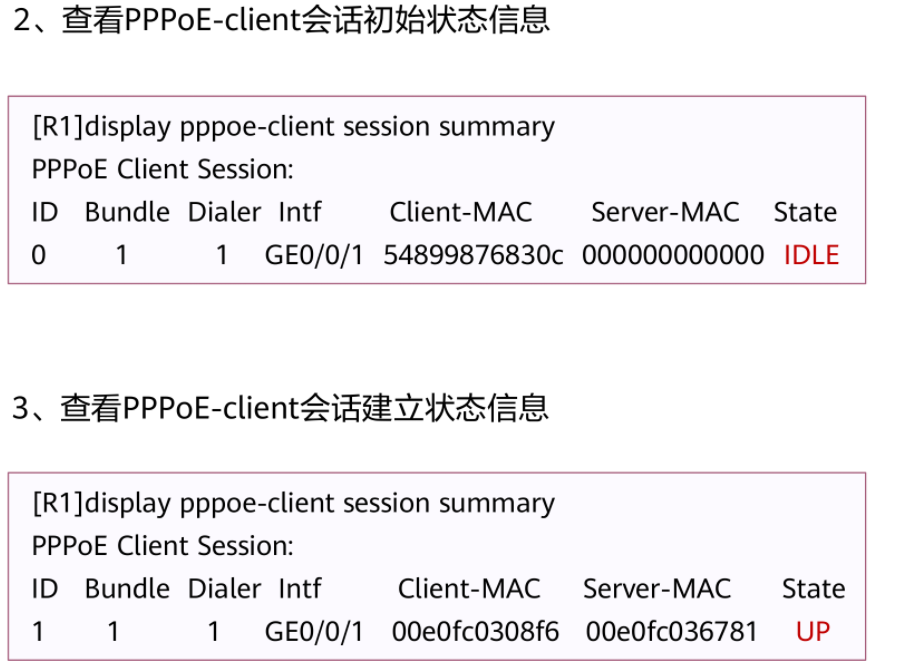 2、查看PPPoE-client会话初始状态信息
[R1]display pppoe-client session summary
PPPoE Client Session:
ID Bundle Dialer Intf Client-MAC Server-MAC State
0 1 1 GE0/0/1 54899876830c 000000000000 IDLE
3、查看PPPoE-client会话建立状态信息
[R1]display pppoe-client session summary
PPPoE Client Session:
ID Bundle Dialer Intf Client-MAC Server-MAC State
1 1 1 GE0/0/1 00e0fc0308f6 00e0fc036781 UP